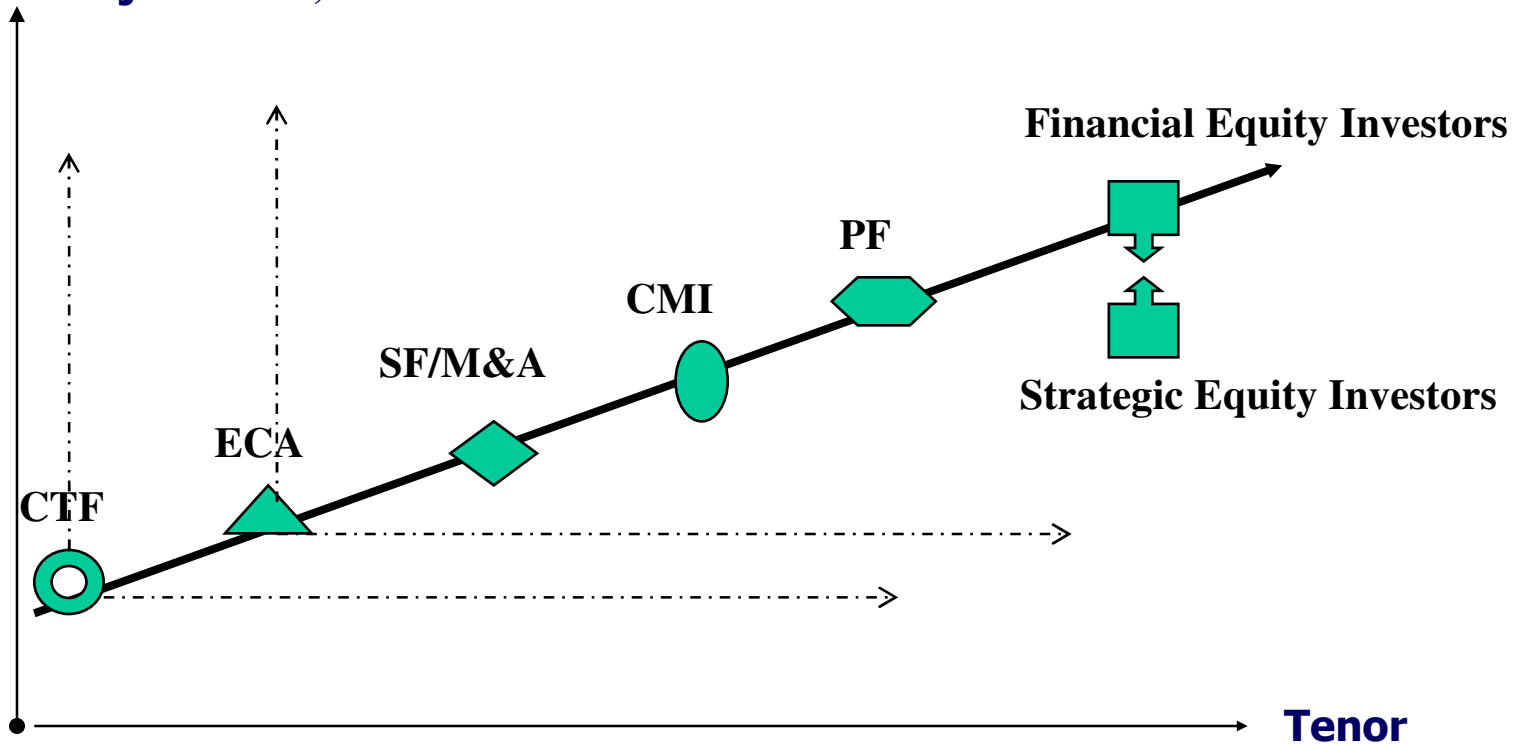 Financial Equity Investors
PF
CMI
SF/M&A
Strategic Equity Investors
ECA
CTF
Tenor